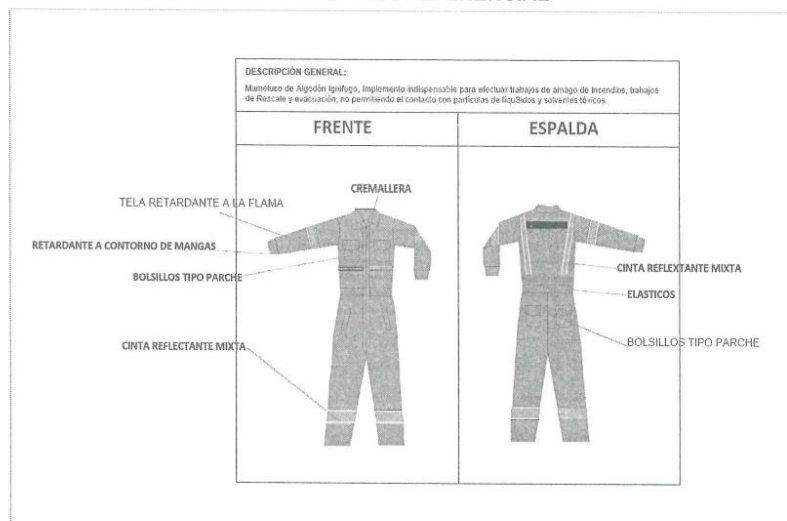 DESCRIPCIÓN GENERAL:
Mameluco de Algodón Ignífugo, Implemento indispensable para efectuar trabajos de amago de Incendios, trabajos
de Rescate y evacuación, no permitiendo el contacto con partículas de líquSidos y solventes tóxicos.
FRENTE
ESPALDA
CREMALLERA
TELA RETARDANTE A LA FLAMA
RETARDANTE A CONTORNO DE MANGAS
BOLSILLOS TIPO PARCHE
CINTA REFLECTANTE MIXTA
CINTA REFLEXTANTE MIXTA
ELASTICOS
BOLSILLOS TIPO PARCHE